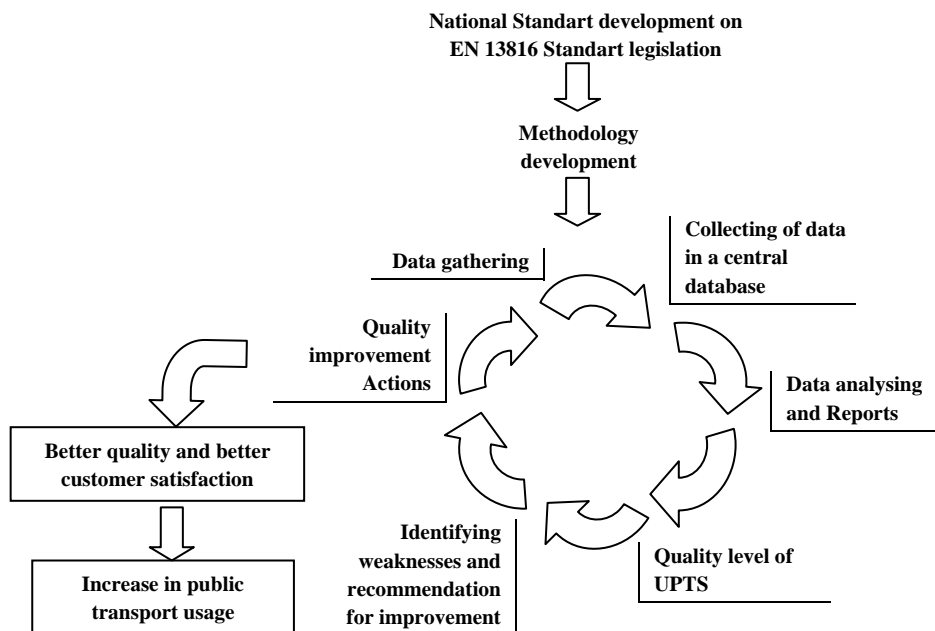 National Standart development on
EN 13816 Standart legislation
Methodology
development
Data gathering
Collecting of data
in a central
database
Data analysing
and Reports
Quality level of
UPTS
Identifying
weaknesses and
recommendation
for improvement
Quality
improvement
Actions
Better quality and better
customer satisfaction
Increase in public
transport usage